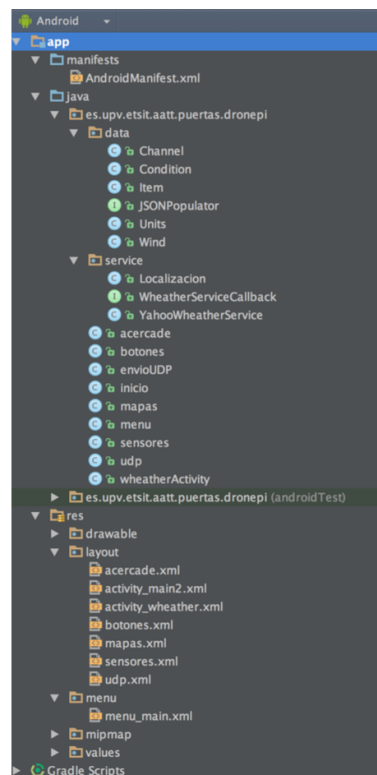 Android
app
manifests
AndroidManifest.xml
java
es.upv.etsit.aatt.puertas.dronepi
data
Channel
Condition
Item
JSONPopulator
Units
Wind
service
Localizacion
WheatherServiceCallback
YahooWheatherService
acercade
botones
envioUDP
inicio
mapas
menu
sensores
udp
wheatherActivity
es.upv.etsit.aatt.puertas.dronepi (androidTest)
res
drawable
layout
acercade.xml
activity_main2.xml
activity_wheather.xml
botones.xml
mapas.xml
sensores.xml
udp.xml
menu
menu_main.xml
mipmap
values
Gradle Scripts